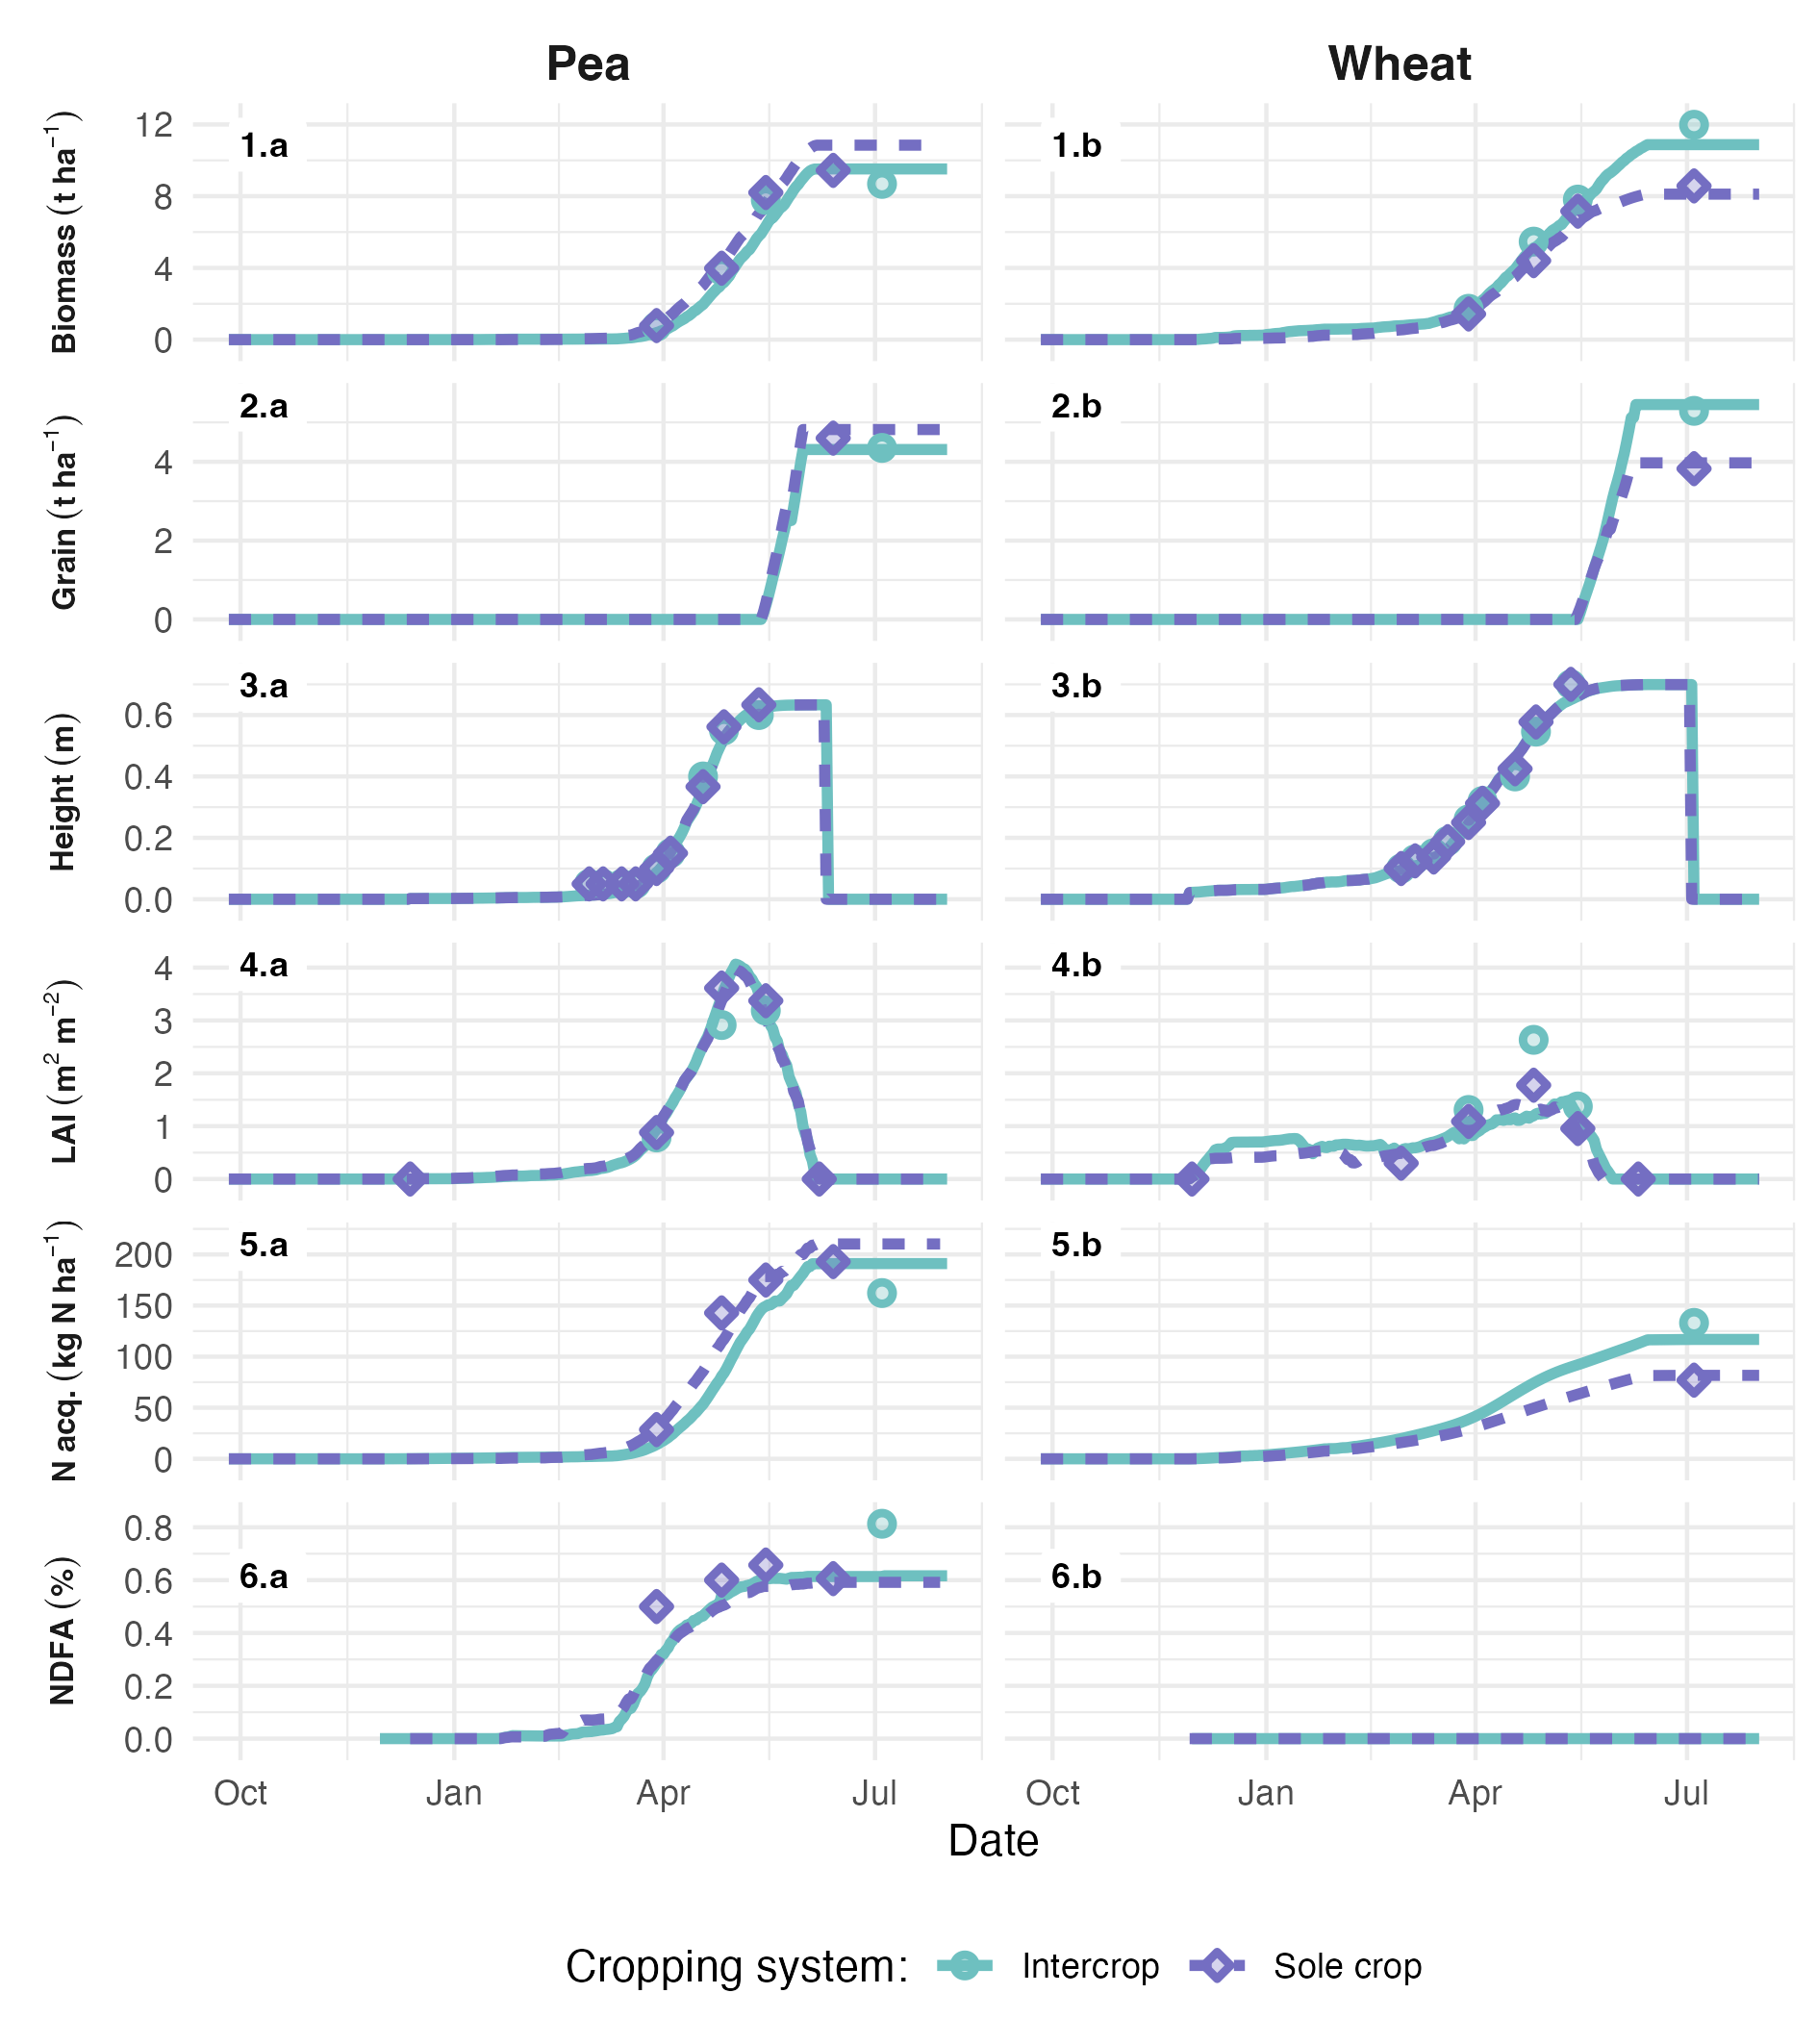 Pea
Wheat
Biomass (t ha⁻¹)
12
8
4
0
1.a
1.b
Grain (t ha⁻¹)
4
2
0
2.a
2.b
Height (m)
0.6
0.4
0.2
0.0
3.a
3.b
LAI (m² m⁻²)
4
3
2
1
0
4.a
4.b
N acq. (kg N ha⁻¹)
200
150
100
50
0
5.a
5.b
NDFA (%)
0.8
0.6
0.4
0.2
0.0
6.a
6.b
Oct Jan Apr Jul
Oct Jan Apr Jul
Date
Cropping system: Intercrop Sole crop